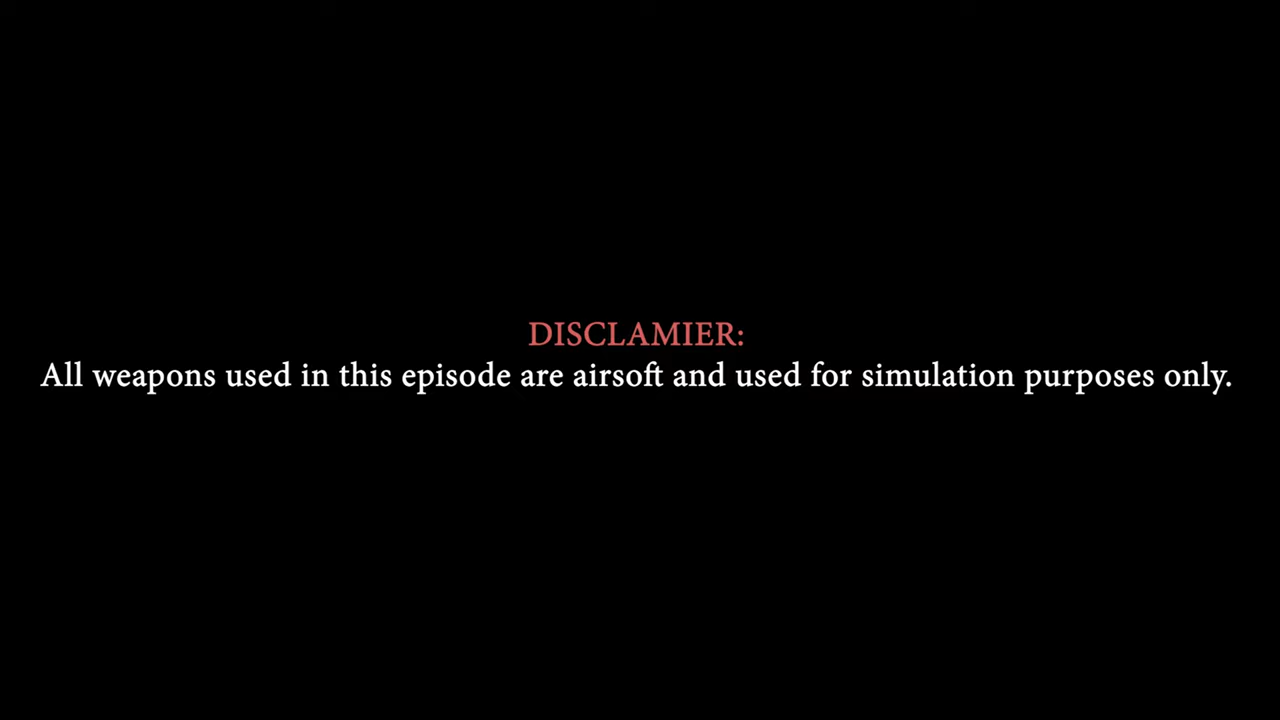 DISCLAMIER:
All weapons used in this episode are airsoft and used for simulation purposes only.